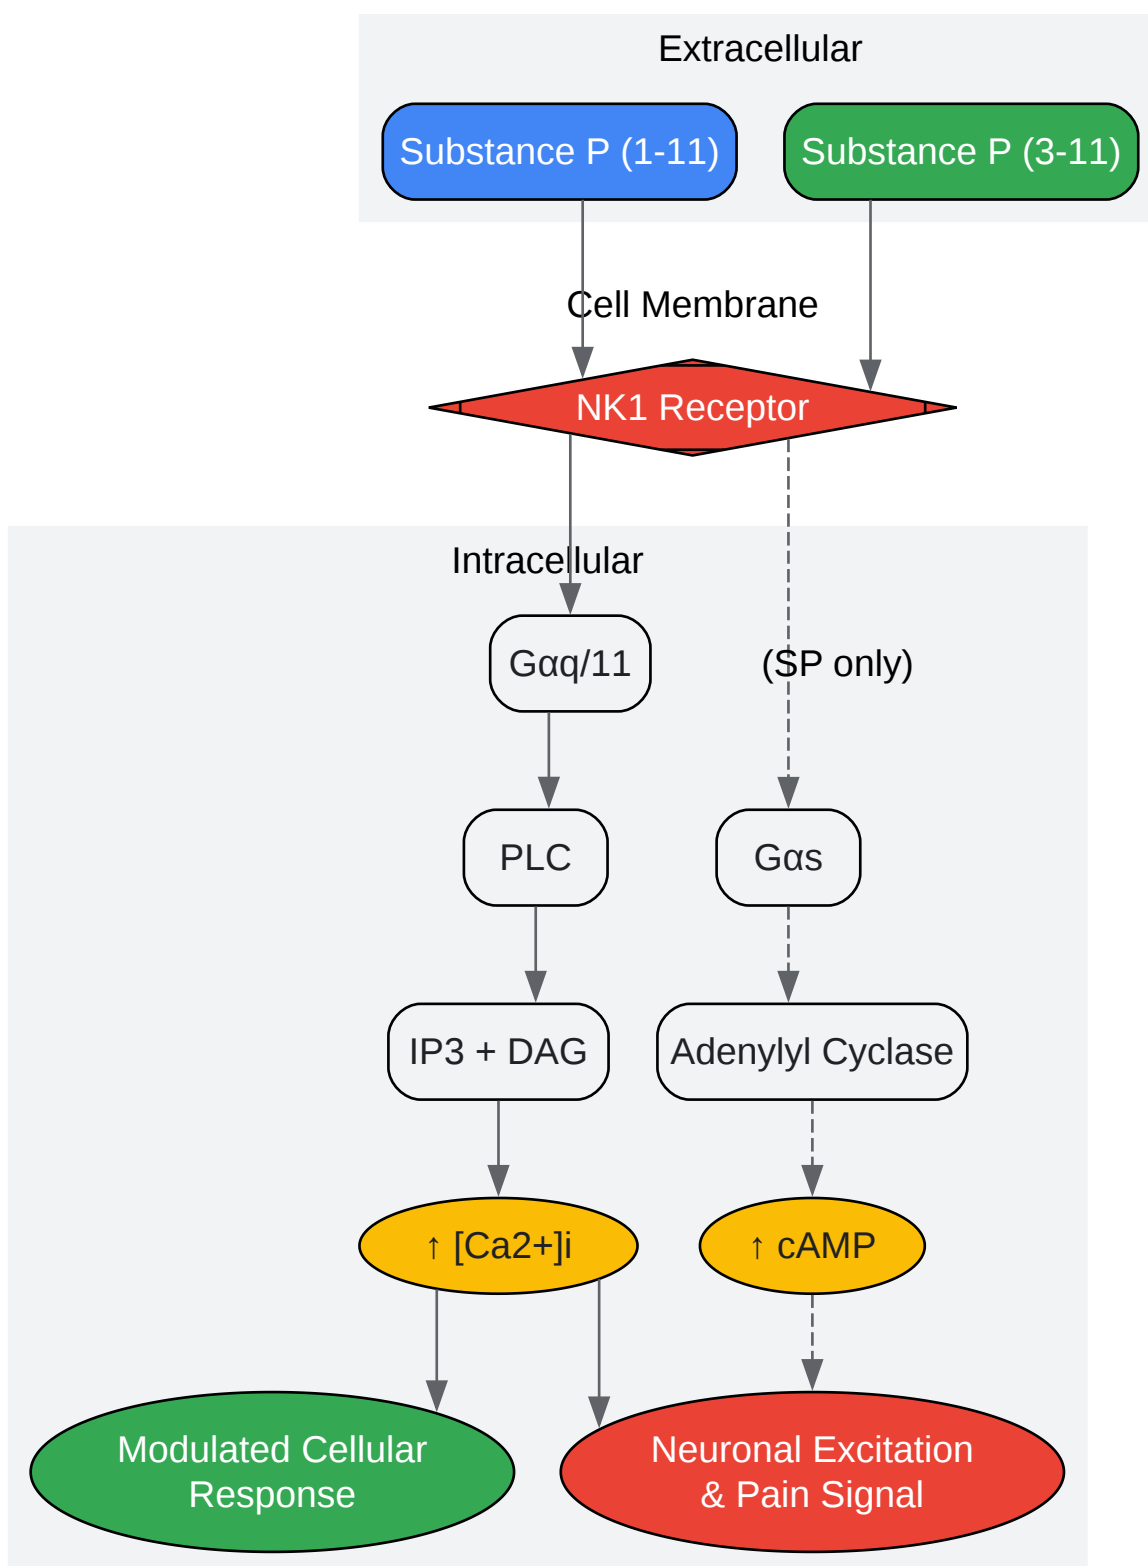 Extracellular
Substance P (1-11)
Substance P (3-11)
Cell Membrane
NK1 Receptor
Intracellular
Gαq/11
(SP only)
PLC
Gαs
IP3 + DAG
Adenylyl Cyclase
↑ [Ca2+]i
↑ cAMP
Modulated Cellular
Response
Neuronal Excitation
& Pain Signal